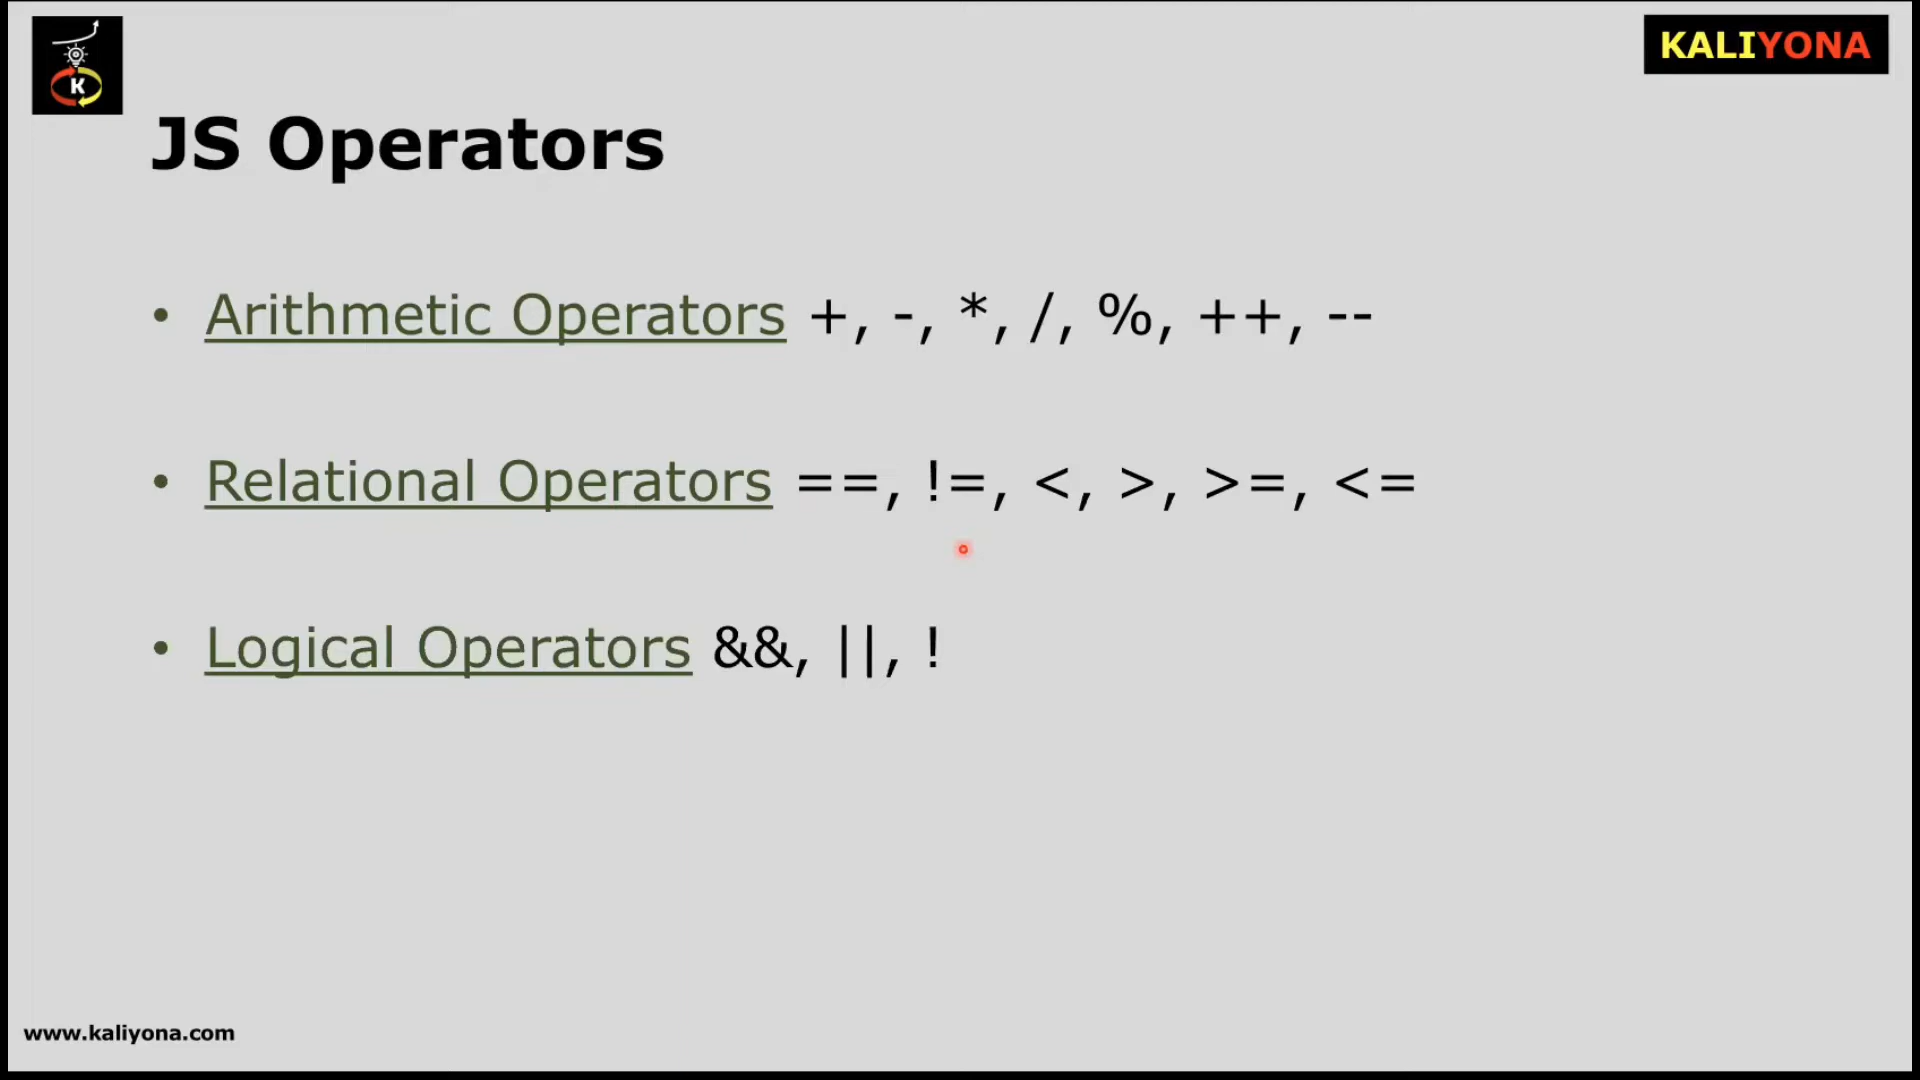 K
KALIYONA
JS Operators
• Arithmetic Operators +, -, *, /, %, ++, --
• Relational Operators ==, !=, <, >, >=, <=
• Logical Operators &&, ||, !
www.kaliyona.com